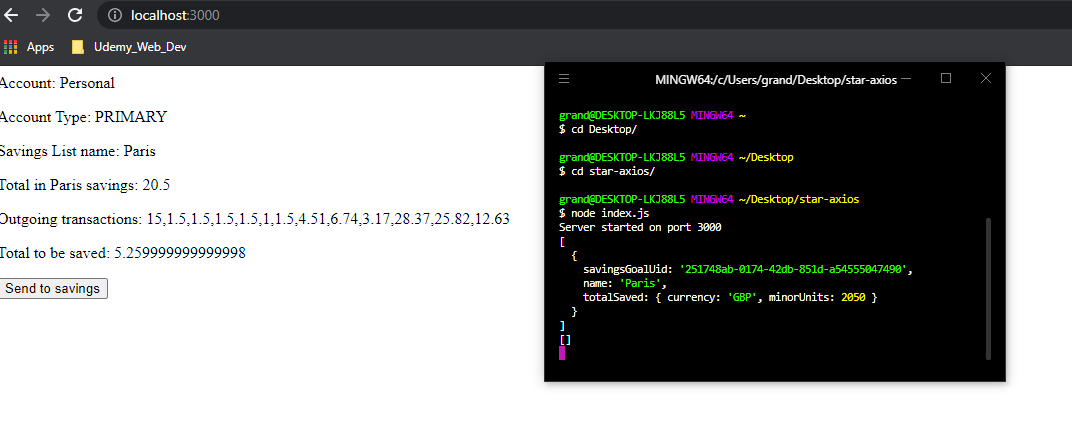 localhost:3000
Apps
Udemy_Web_Dev
Account: Personal
Account Type: PRIMARY
Savings List name: Paris
Total in Paris savings: 20.5
Outgoing transactions: 15,1.5,1.5,1.5,1.5,1,1.5,4.51,6.74,3.17,28.37,25.82,12.63
Total to be saved: 5.259999999999998
Send to savings
MINGW64:/c/Users/grand/Desktop/star-axios
grand@DESKTOP-LKJ88L5 MINGW64 ~
$ cd Desktop/
grand@DESKTOP-LKJ88L5 MINGW64 ~/Desktop
$ cd star-axios/
grand@DESKTOP-LKJ88L5 MINGW64 ~/Desktop/star-axios
$ node index.js
Server started on port 3000
[
{
savingsGoalUid: '251748ab-0174-42db-851d-a54555047490',
name: 'Paris',
totalSaved: { currency: 'GBP', minorUnits: 2050 }
}
]
[]